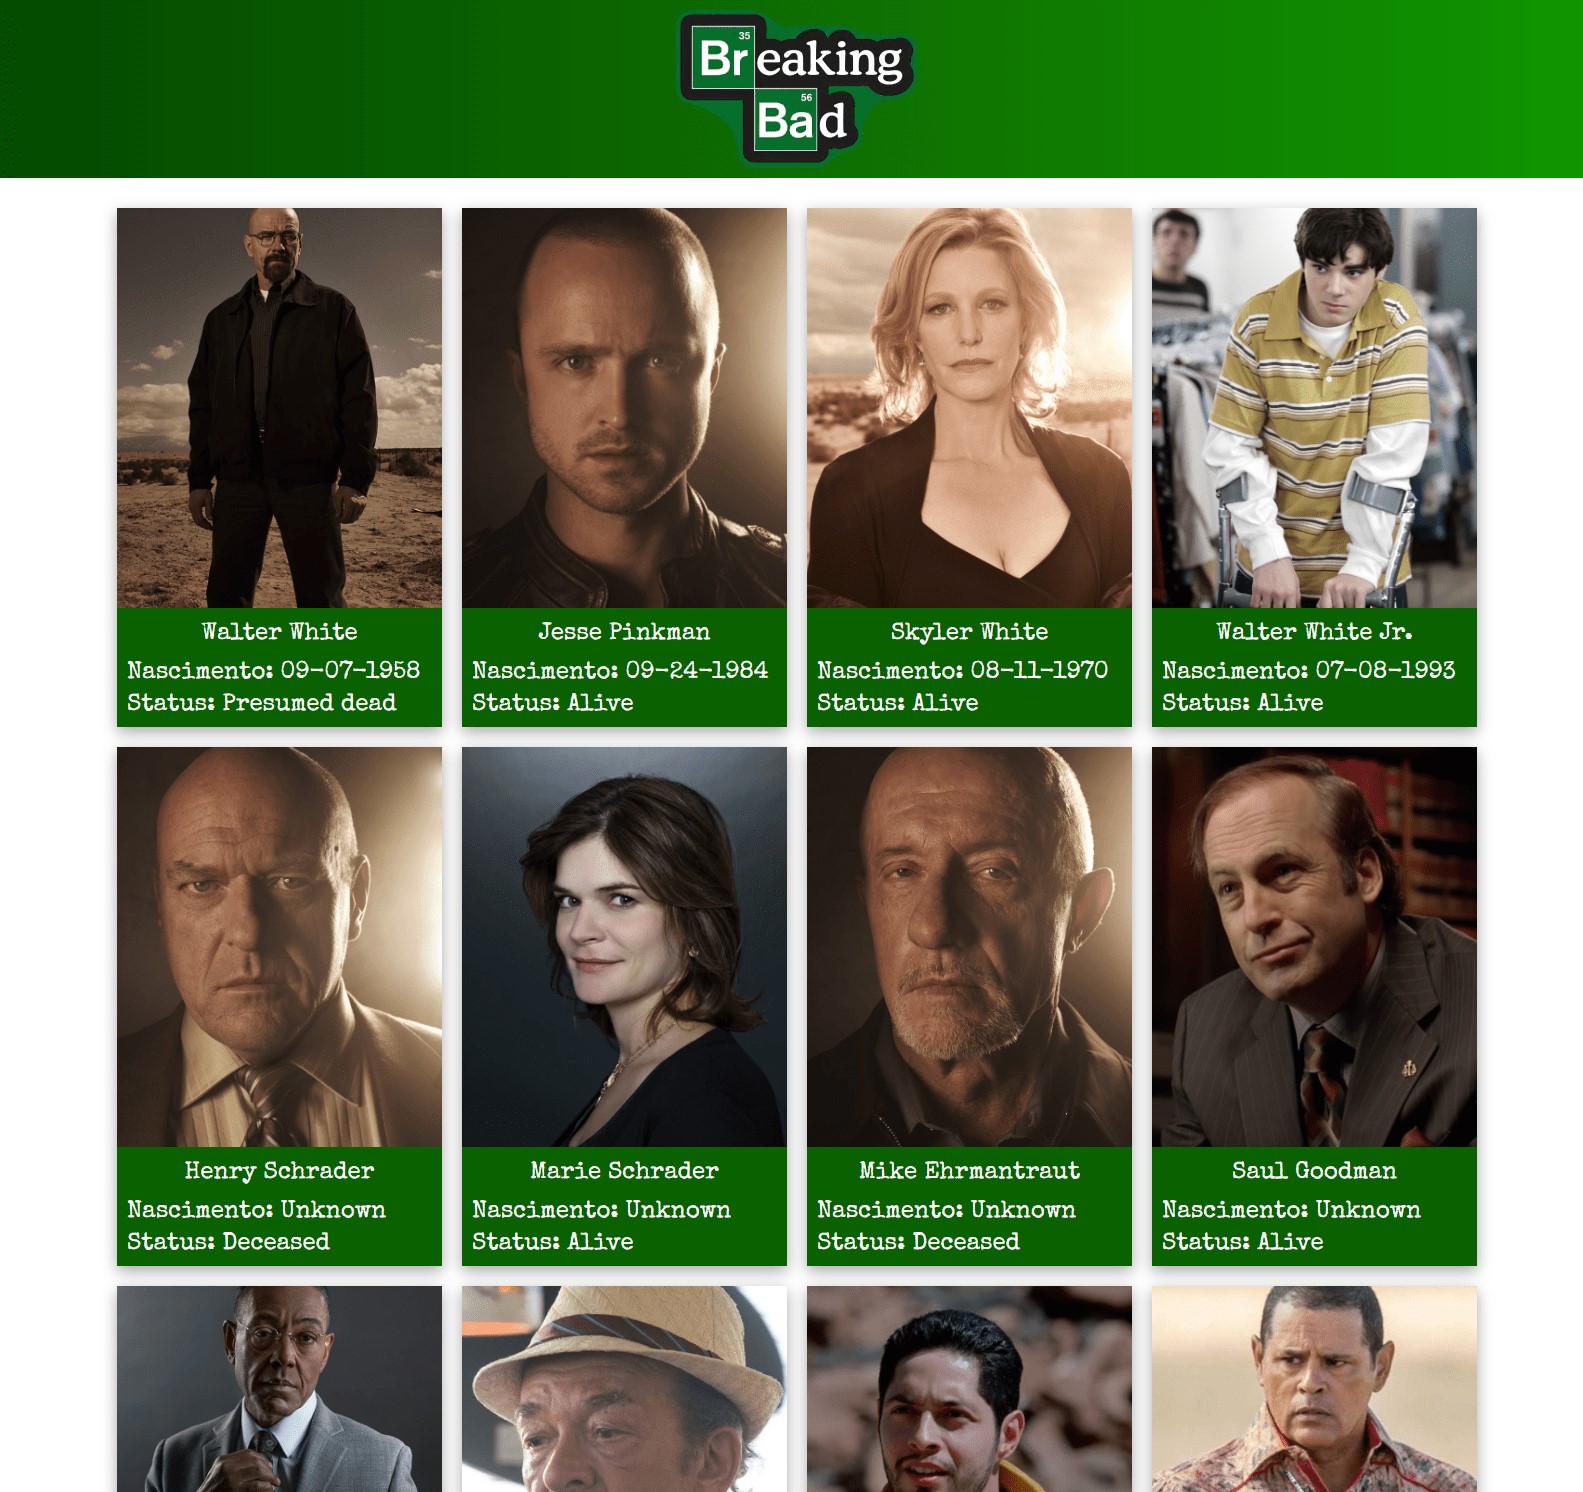 35
Breaking
56
Bad
Walter White
Nascimento: 09-07-1958
Status: Presumed dead
Jesse Pinkman
Nascimento: 09-24-1984
Status: Alive
Skyler White
Nascimento: 08-11-1970
Status: Alive
Walter White Jr.
Nascimento: 07-08-1993
Status: Alive
Henry Schrader
Nascimento: Unknown
Status: Deceased
Marie Schrader
Nascimento: Unknown
Status: Alive
Mike Ehrmantraut
Nascimento: Unknown
Status: Deceased
Saul Goodman
Nascimento: Unknown
Status: Alive